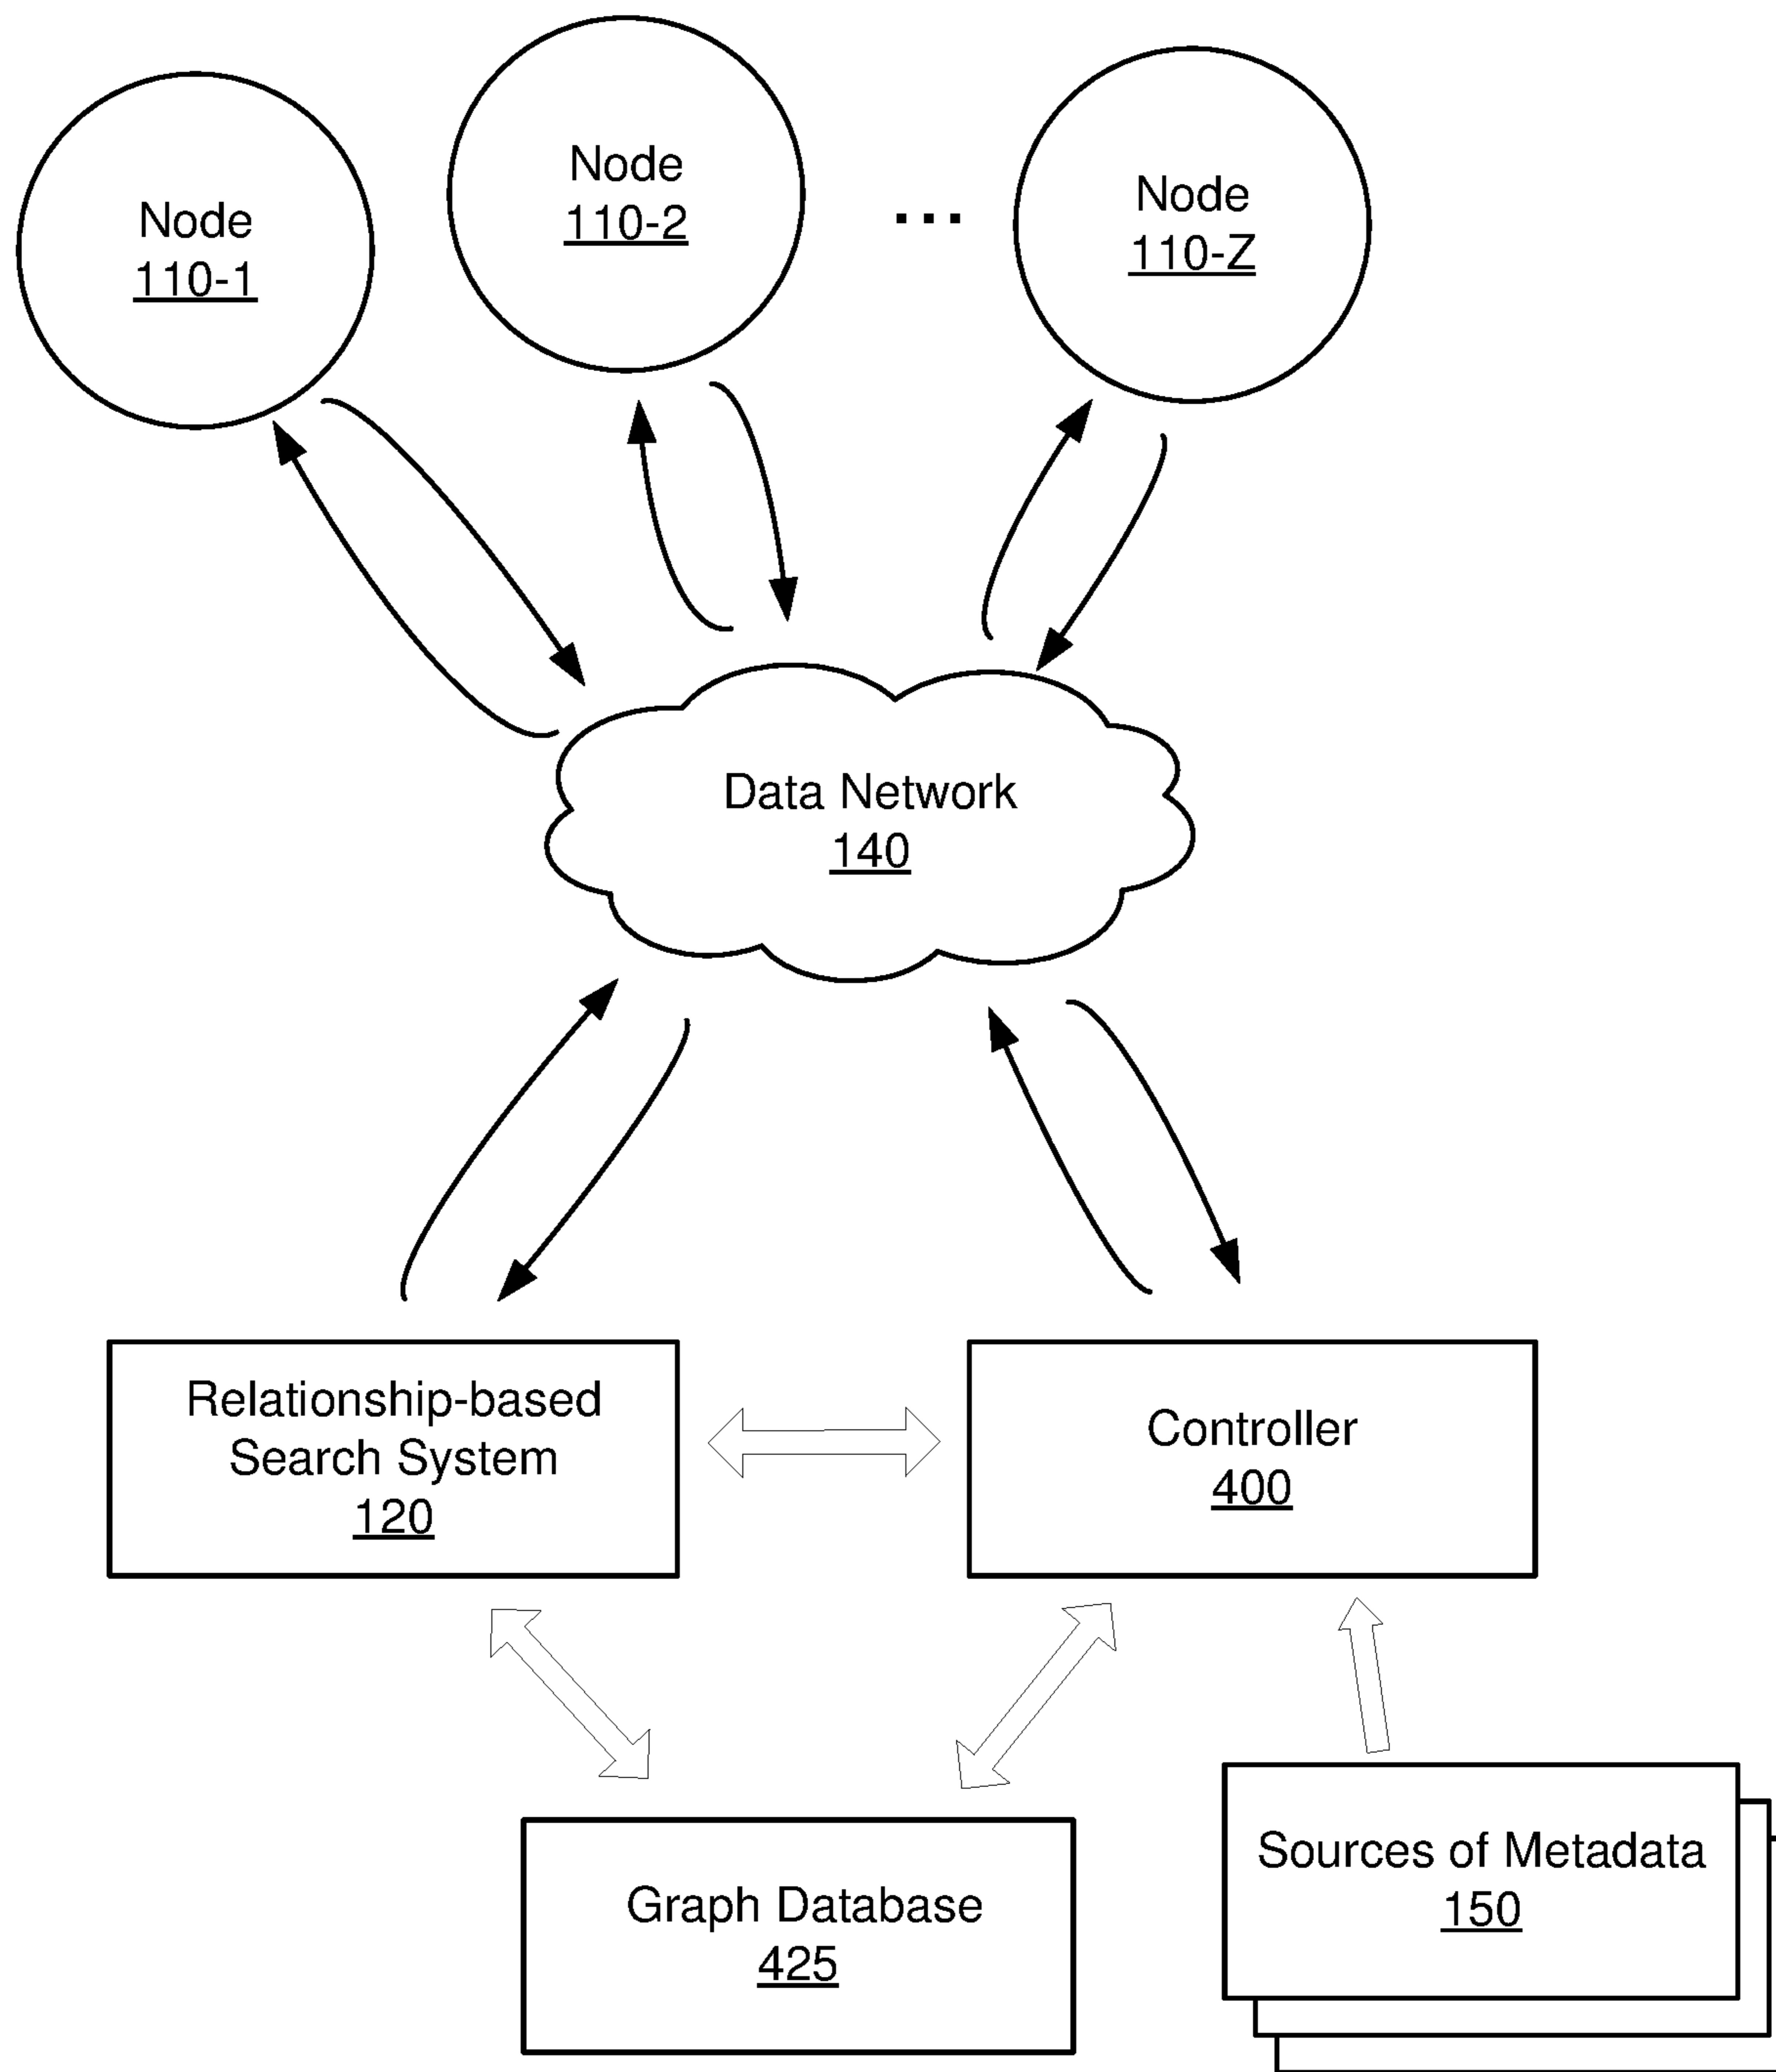 Node
110-1
Node
110-2
...
Node
110-Z
Data Network
140
Relationship-based
Search System
120
Controller
400
Graph Database
425
Sources of Metadata
150